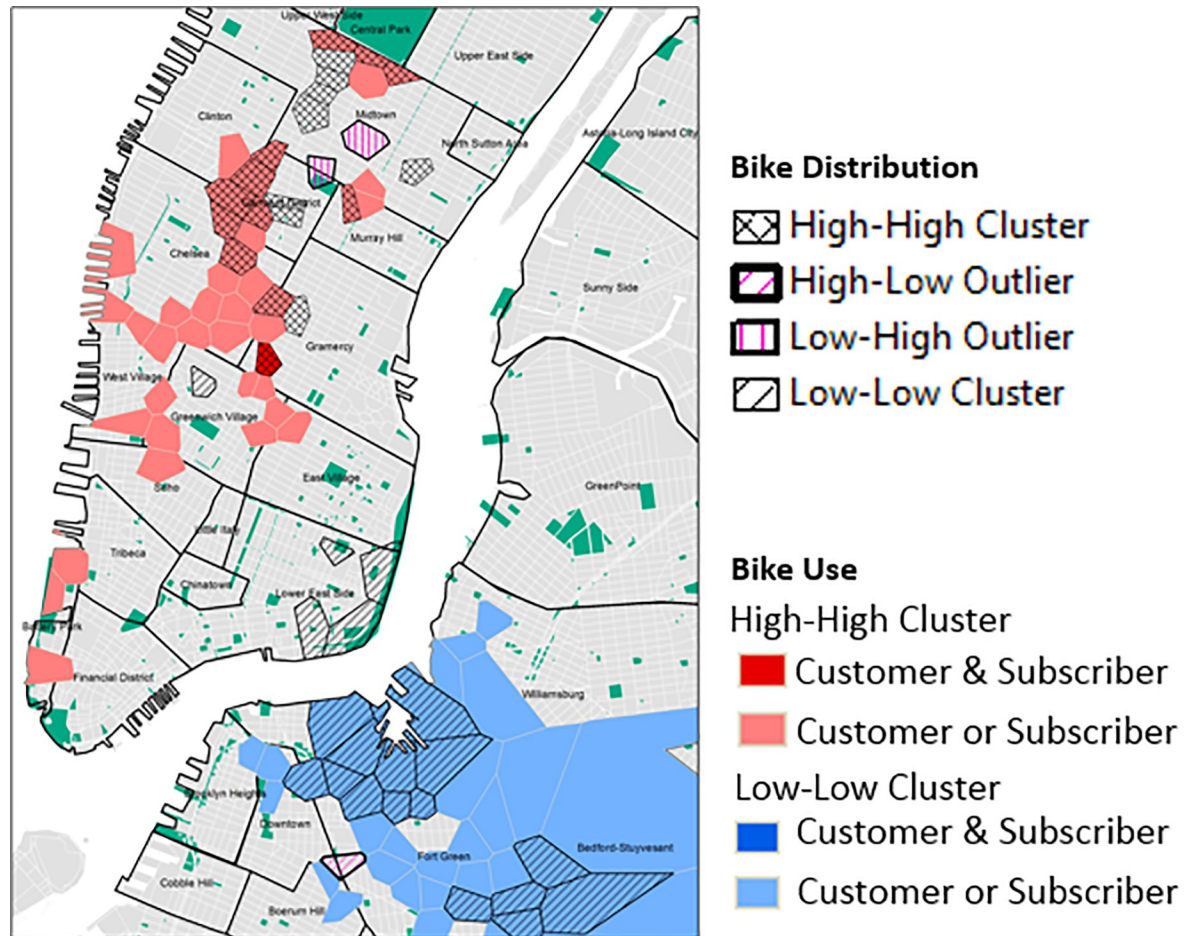 Upper West Side
Central Park
Upper East Side
Clinton
Midtown
North Sutton Area
Astoria-Long Island City
Garment District
Murray Hill
Chelsea
Sunny Side
Gramercy
West Village
Greenwich Village
East Village
GreenPoint
Soho
Little Italy
Tribeca
Chinatown
Lower East Side
Battery Park
Financial District
Williamsburg
Brooklyn Heights
Downtown
Fort Green
Bedford-Stuyvesant
Cobble Hill
Boerum Hill
Bike Distribution
High-High Cluster
High-Low Outlier
Low-High Outlier
Low-Low Cluster
Bike Use
High-High Cluster
Customer & Subscriber
Customer or Subscriber
Low-Low Cluster
Customer & Subscriber
Customer or Subscriber